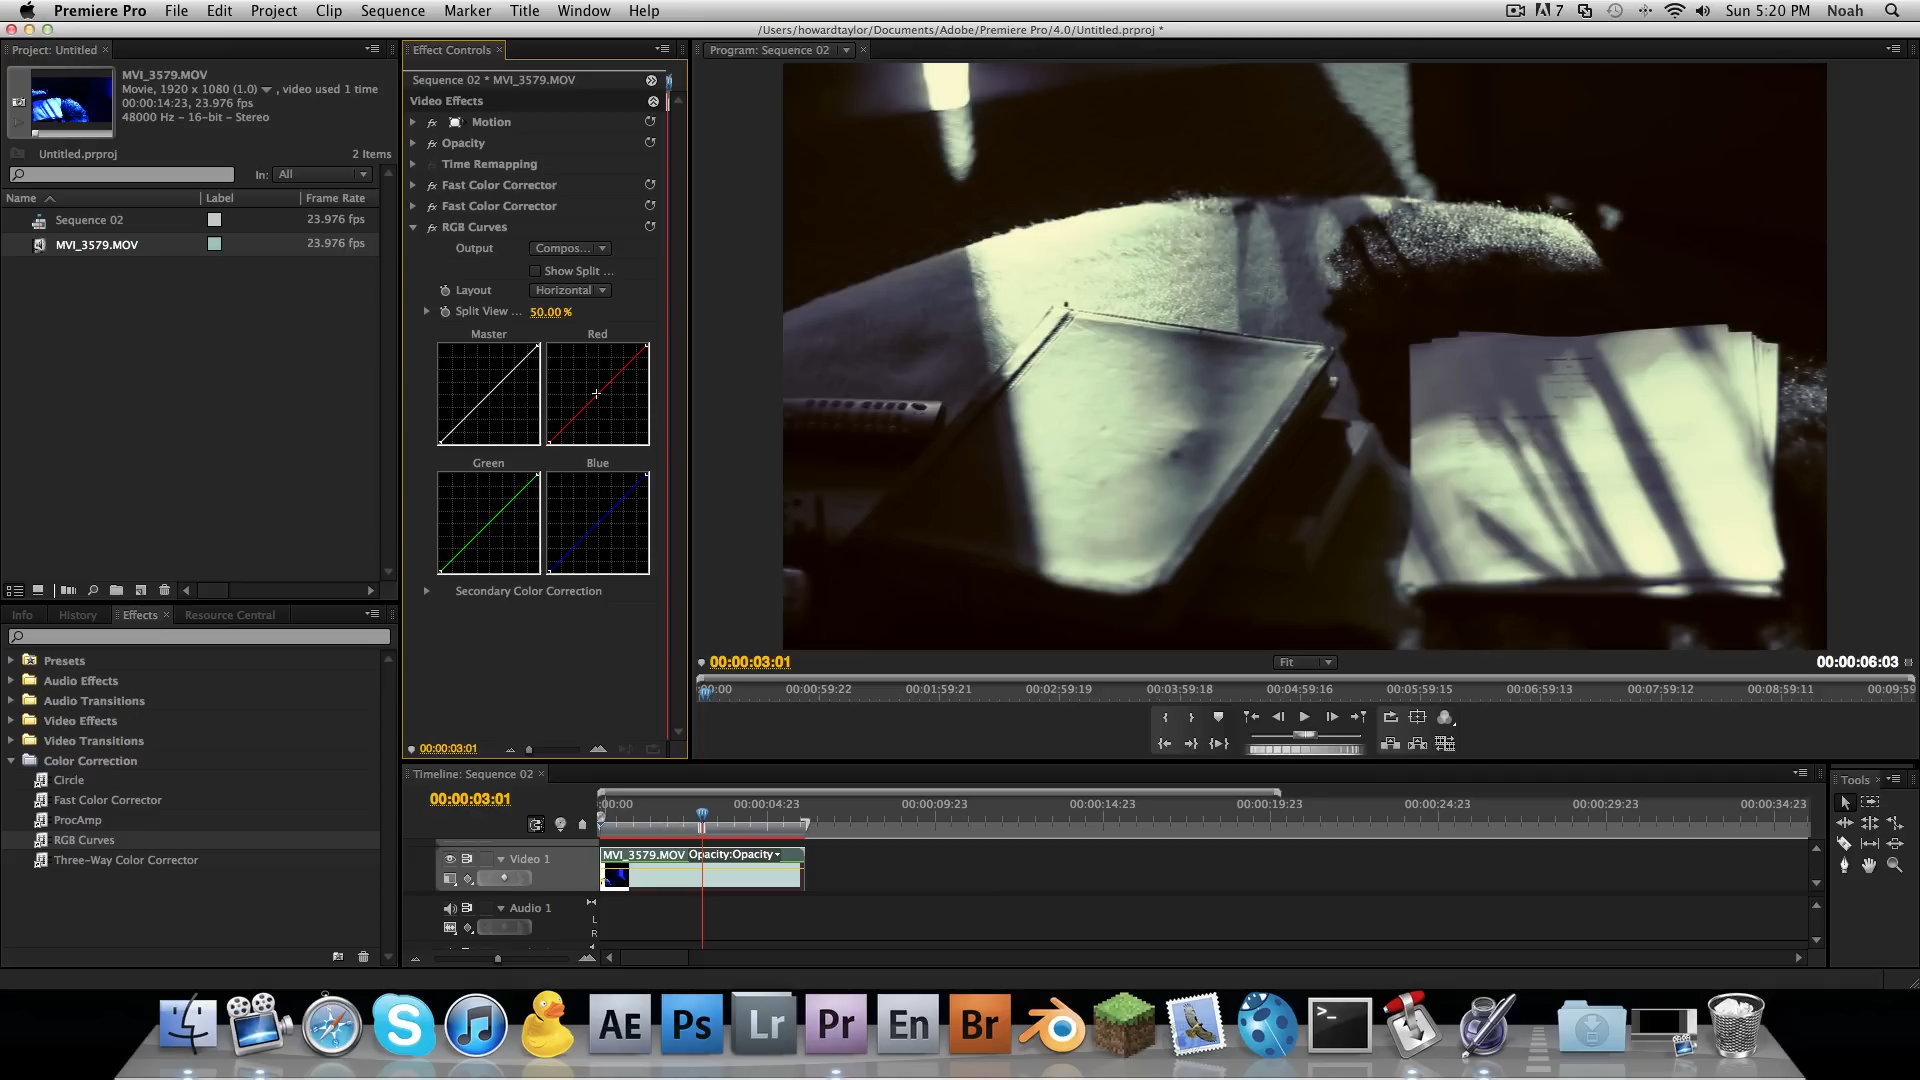 Premiere Pro File Edit Project Clip Sequence Marker Title Window Help
7 Sun 5:20 PM Noah
/Users/howardtaylor/Documents/Adobe/Premiere Pro/4.0/Untitled.prproj *
Project: Untitled
MVI_3579.MOV
Movie, 1920 x 1080 (1.0) , video used 1 time
00:00:14:23, 23.976 fps
48000 Hz - 16-bit - Stereo
Untitled.prproj 2 Items
In: All
Name Label Frame Rate
Sequence 02 23.976 fps
MVI_3579.MOV 23.976 fps
Info History Effects Resource Central
Presets
Audio Effects
Audio Transitions
Video Effects
Video Transitions
Color Correction
Circle
Fast Color Corrector
ProcAmp
RGB Curves
Three-Way Color Corrector
Effect Controls
Sequence 02 * MVI_3579.MOV
Video Effects
fx Motion
fx Opacity
Time Remapping
fx Fast Color Corrector
fx Fast Color Corrector
fx RGB Curves
Output Compos...
Show Split ...
Layout Horizontal
Split View ... 50.00 %
Master Red
Green Blue
Secondary Color Correction
00:00:03:01
Program: Sequence 02
00:00:03:01 Fit 00:00:06:03
:00:00 00:00:59:22 00:01:59:21 00:02:59:19 00:03:59:18 00:04:59:16 00:05:59:15 00:06:59:13 00:07:59:12 00:08:59:11 00:09:59
Timeline: Sequence 02
00:00:03:01
:00:00 00:00:04:23 00:00:09:23 00:00:14:23 00:00:19:23 00:00:24:23 00:00:29:23 00:00:34:23
Video 1
MVI_3579.MOV Opacity:Opacity
Audio 1
L
R
Tools
AE Ps Lr Pr En Br >_